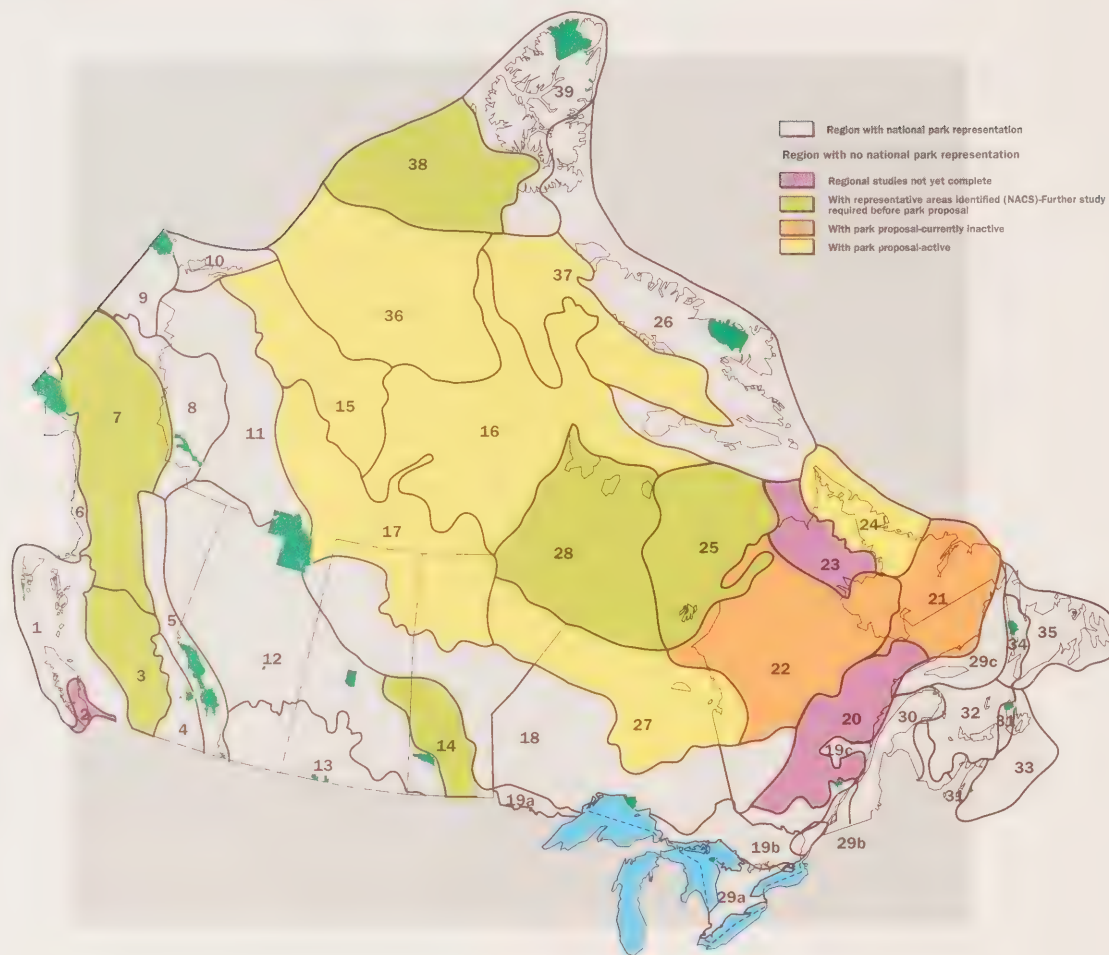 39
Region with national park representation
Region with no national park representation
38
Regional studies not yet complete
With representative areas identified (NACS)-Further study
required before park proposal
With park proposal-currently inactive
With park proposal-active
10
37
9
36
26
7
8
15
16
11
6
17
24
28
25
23
21
1
5
35
34
12
29c
22
3
2
20
32
30
31
4
14
18
27
19c
33
13
31
19a
19b
29b
29a